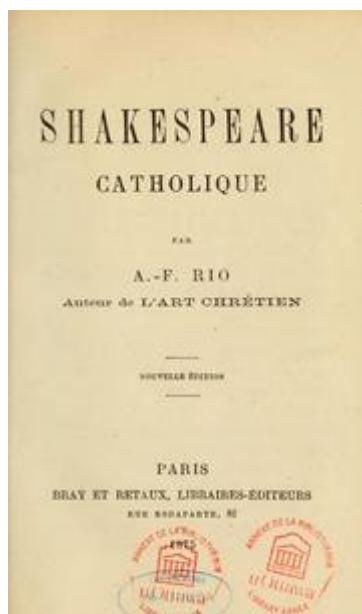 SHAKESPEARE
CATHOLIQUE
PAR
A.-F. RIO
Auteur de L'ART CHRÉTIEN
NOUVELLE ÉDITION
PARIS
BRAY ET RETAUX, LIBRAIRES-ÉDITEURS
RUE BONAPARTE, 82